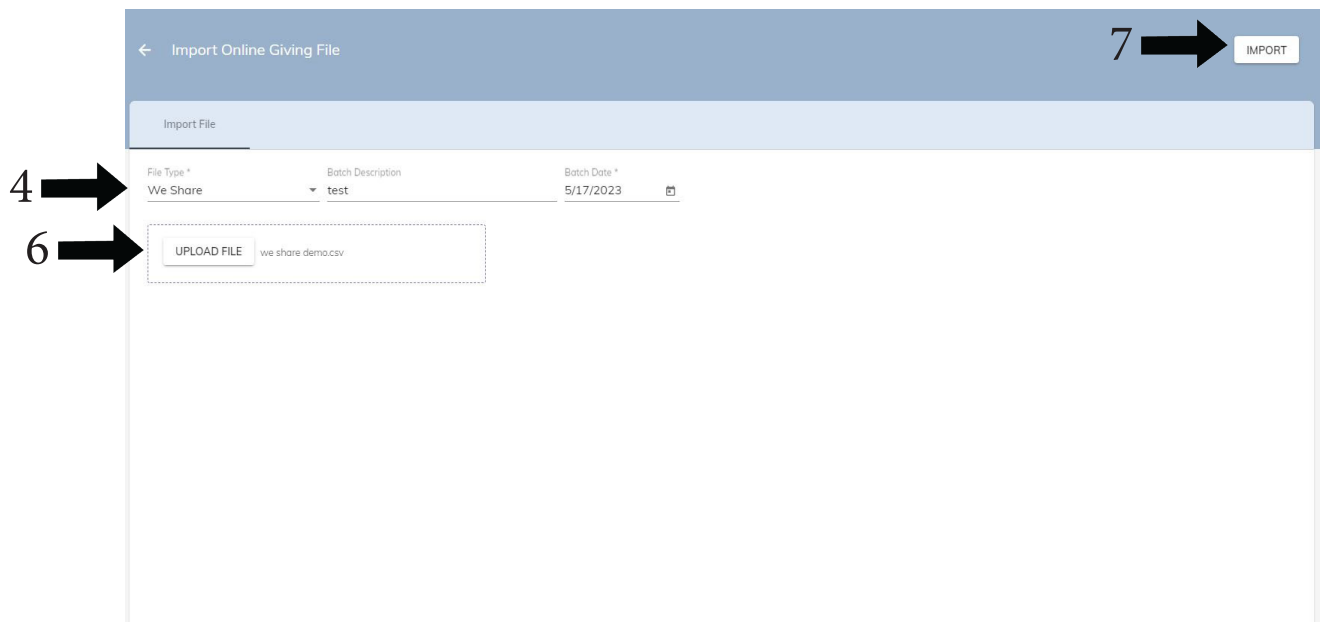 Import Online Giving File
7
IMPORT
Import File
4
File Type * Batch Description Batch Date *
We Share test 5/17/2023
6
UPLOAD FILE we share demo.csv